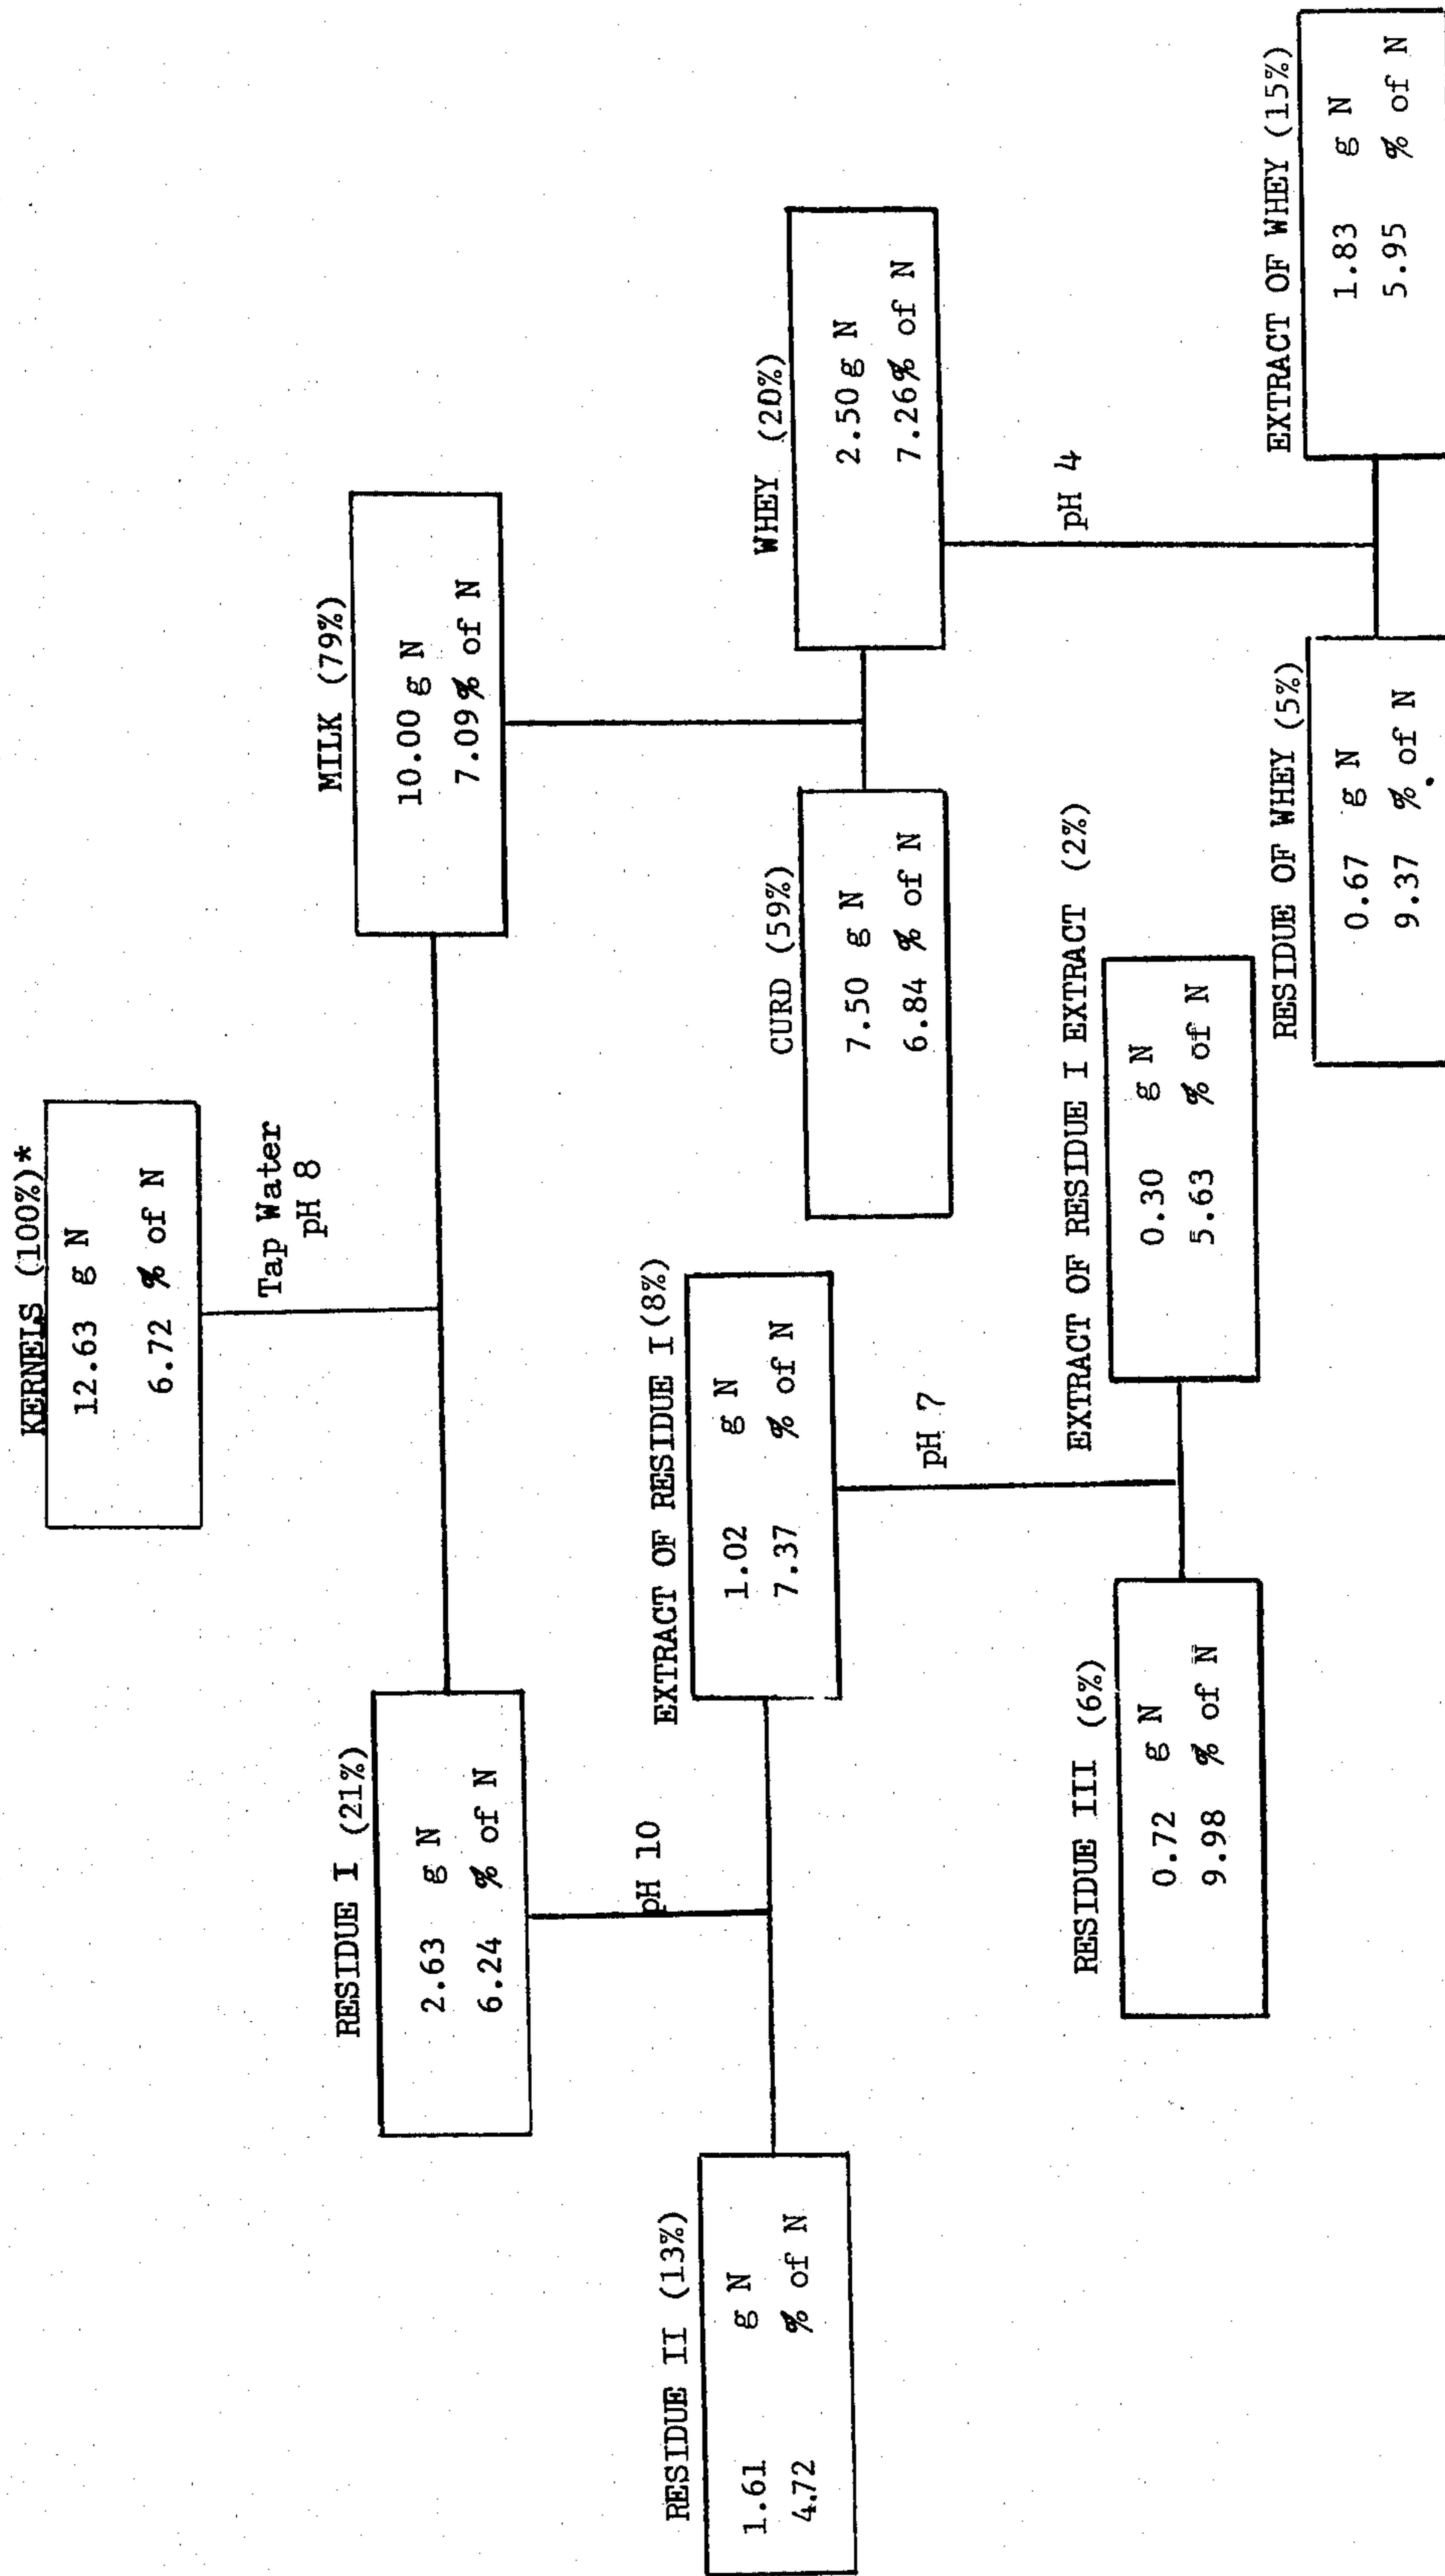 KERNELS (100%)*
12.63 g N
6.72 % of N
Tap Water
pH 8
RESIDUE I (21%)
2.63 g N
6.24 % of N
MILK (79%)
10.00 g N
7.09% of N
pH 10
RESIDUE II (13%)
1.61 g N
4.72 % of N
EXTRACT OF RESIDUE I (8%)
1.02 g N
7.37 % of N
CURD (59%)
7.50 g N
6.84 % of N
WHEY (20%)
2.50 g N
7.26% of N
pH 7
pH 4
RESIDUE III (6%)
0.72 g N
9.98 % of N
EXTRACT OF RESIDUE I EXTRACT (2%)
0.30 g N
5.63 % of N
RESIDUE OF WHEY (5%)
0.67 g N
9.37 % of N
EXTRACT OF WHEY (15%)
1.83 g N
5.95 % of N